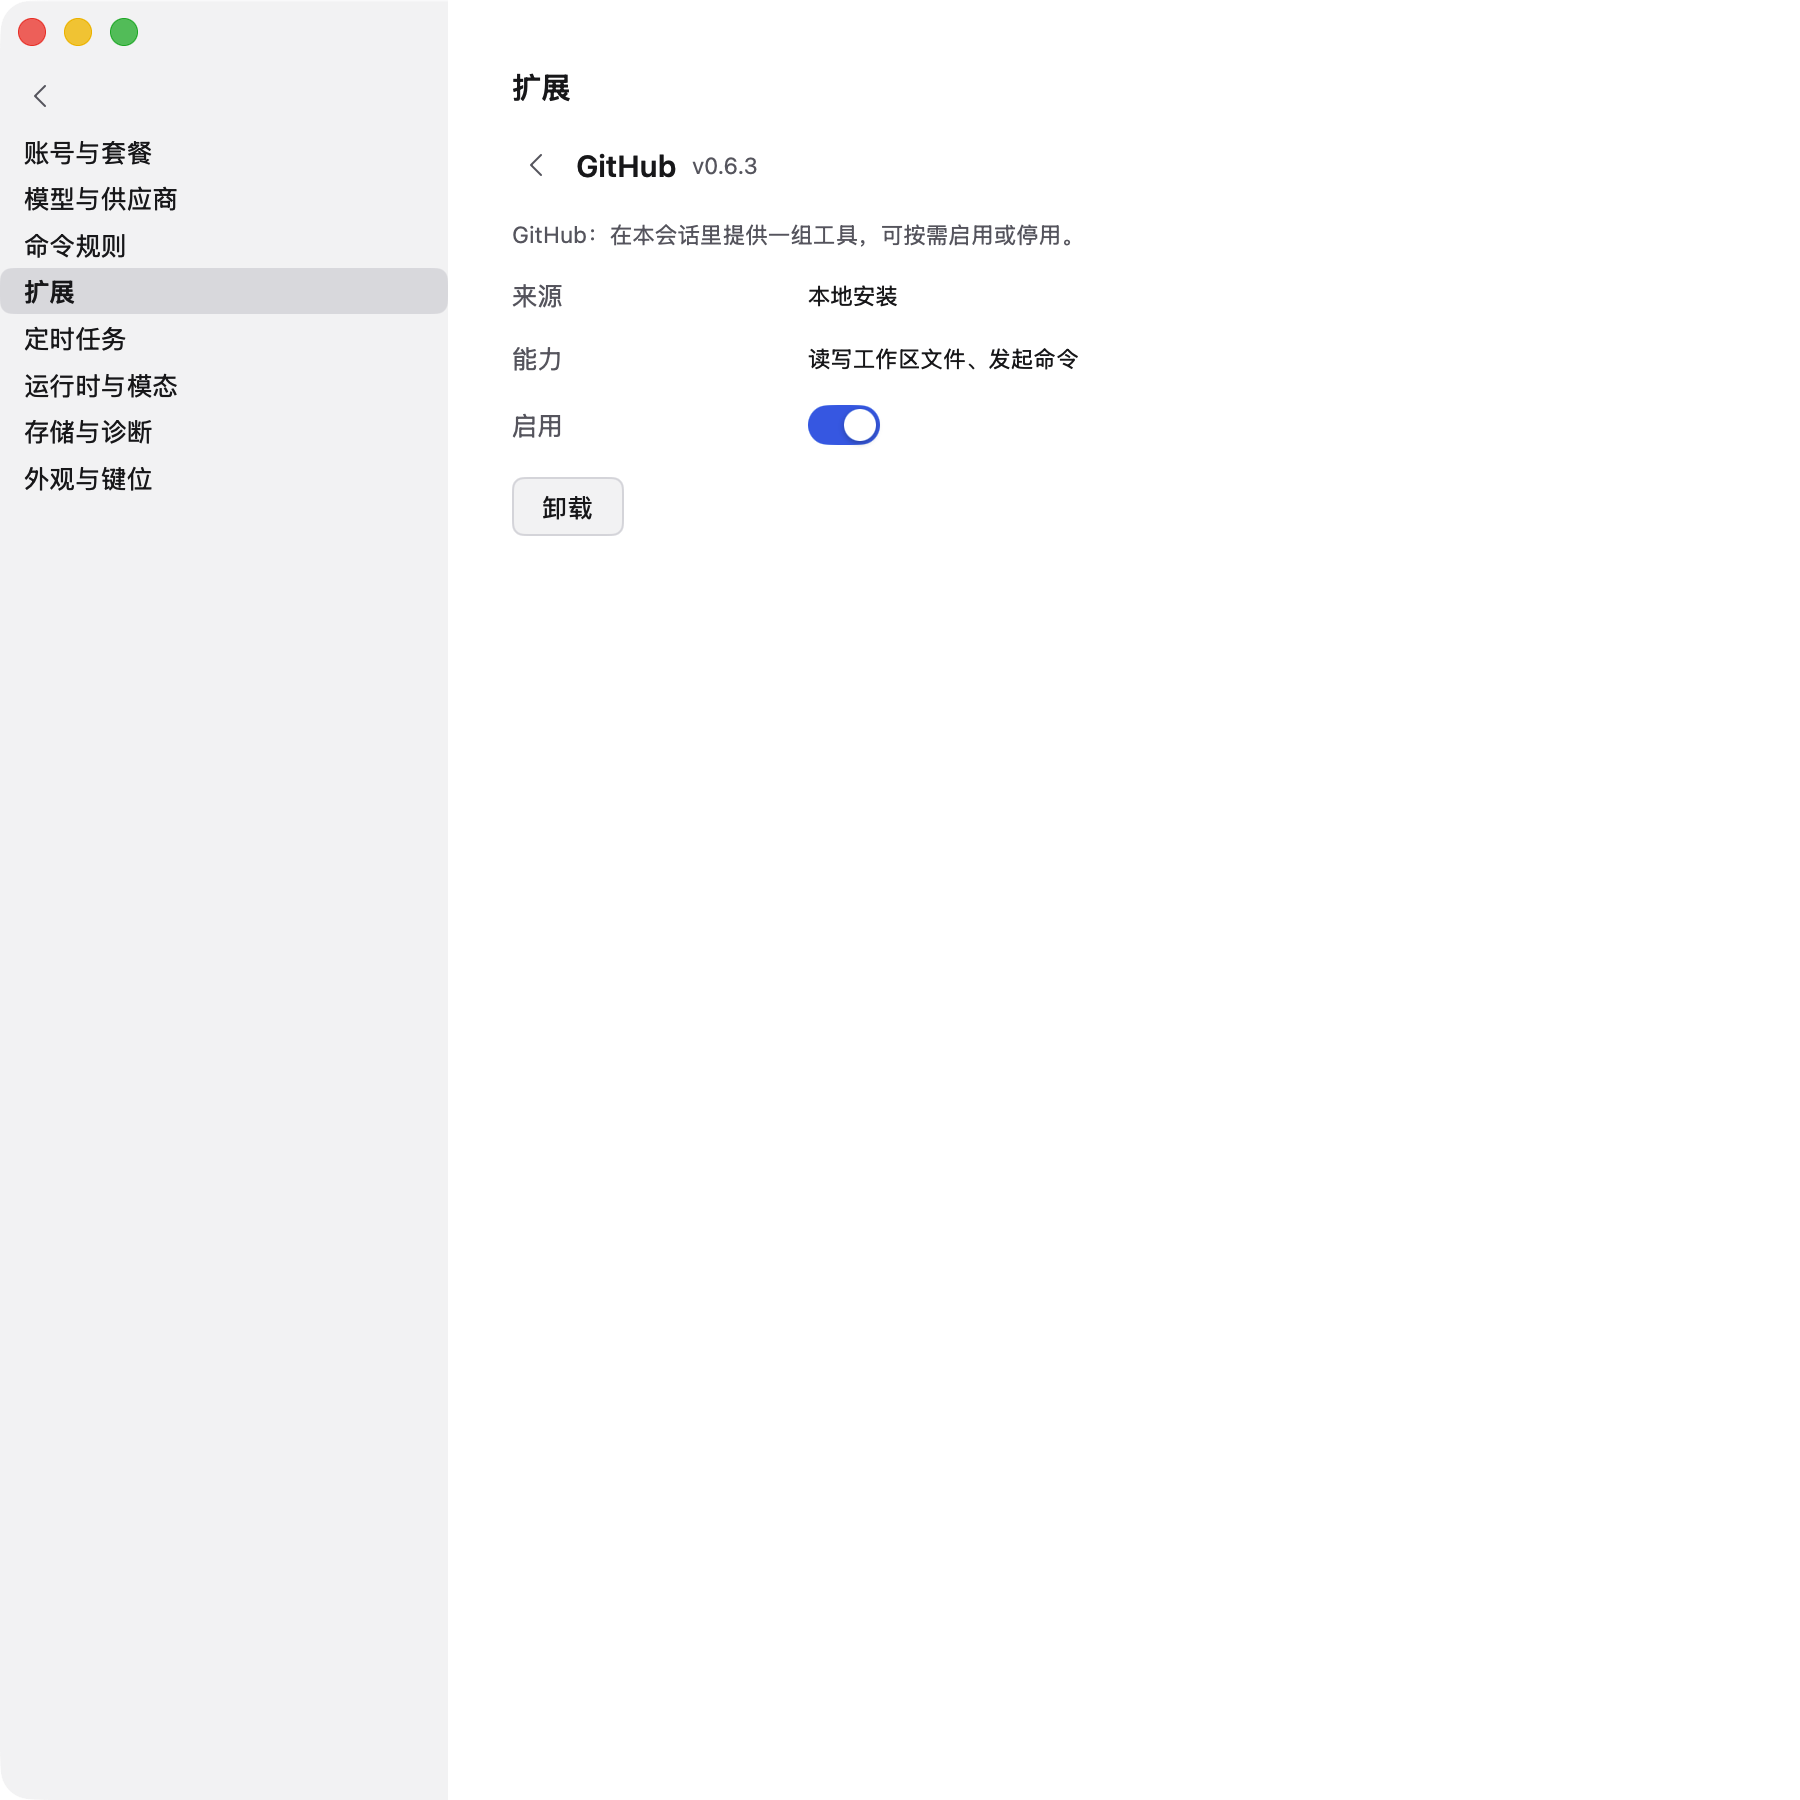 账号与套餐
模型与供应商
命令规则
扩展
定时任务
运行时与模态
存储与诊断
外观与键位
扩展
GitHub v0.6.3
GitHub：在本会话里提供一组工具，可按需启用或停用。
来源 本地安装
能力 读写工作区文件、发起命令
启用
卸载